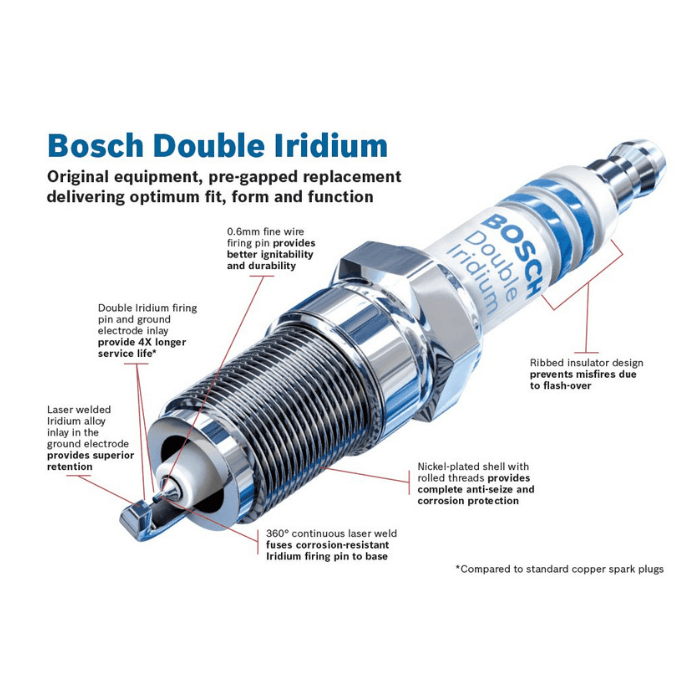 Bosch Double Iridium
Original equipment, pre-gapped replacement
delivering optimum fit, form and function
0.6mm fine wire
firing pin provides
better ignitability
and durability
BOSCH
Double
Iridium
Double Iridium firing
pin and ground
electrode inlay
provide 4X longer
service life*
Ribbed insulator design
prevents misfires due
to flash-over
Laser welded
Iridium alloy
inlay in the
ground electrode
provides superior
retention
Nickel-plated shell with
rolled threads provides
complete anti-seize and
corrosion protection
360° continuous laser weld
fuses corrosion-resistant
Iridium firing pin to base
*Compared to standard copper spark plugs